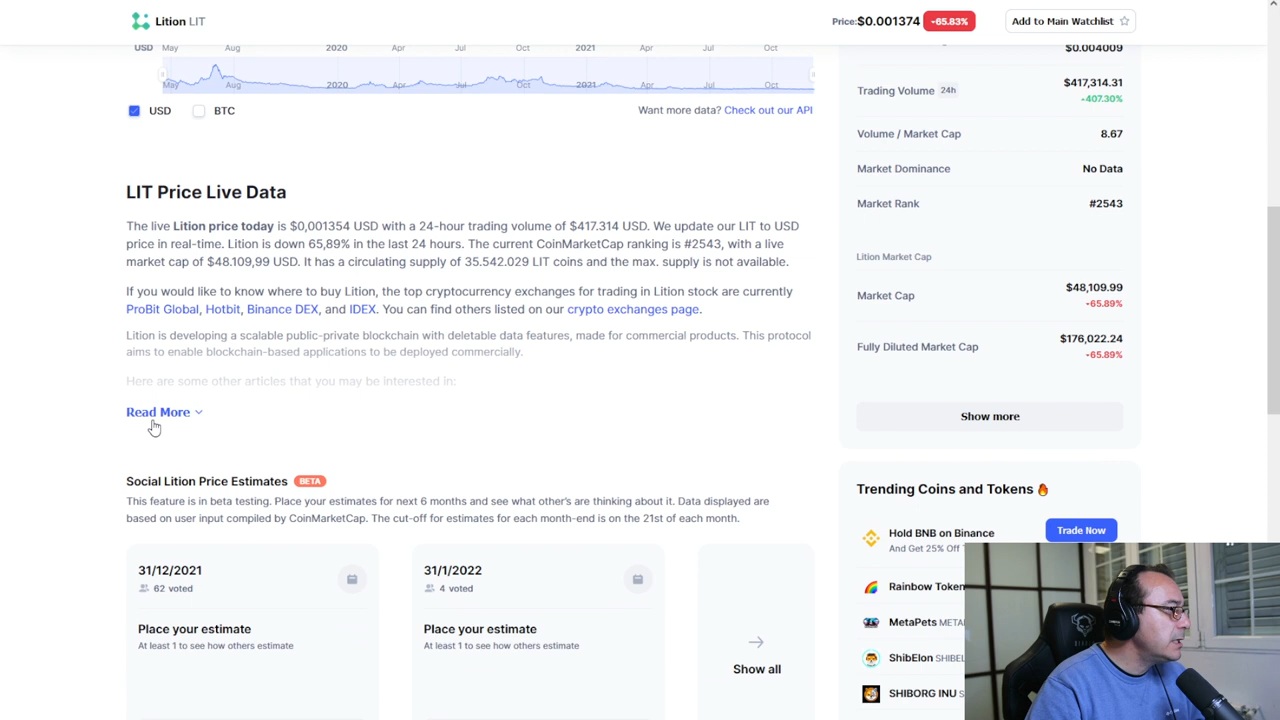 Lition LIT
Price:$0.001374 -65.83% Add to Main Watchlist
USD May Aug 2020 Apr Jul Oct 2021 Apr Jul Oct
May Aug 2020 Apr Jul Oct 2021 Apr Jul Oct
USD BTC
Want more data? Check out our API
LIT Price Live Data
The live Lition price today is $0,001354 USD with a 24-hour trading volume of $417.314 USD. We update our LIT to USD
price in real-time. Lition is down 65,89% in the last 24 hours. The current CoinMarketCap ranking is #2543, with a live
market cap of $48.109,99 USD. It has a circulating supply of 35.542.029 LIT coins and the max. supply is not available.
If you would like to know where to buy Lition, the top cryptocurrency exchanges for trading in Lition stock are currently
ProBit Global, Hotbit, Binance DEX, and IDEX. You can find others listed on our crypto exchanges page.
Lition is developing a scalable public-private blockchain with deletable data features, made for commercial products. This protocol
aims to enable blockchain-based applications to be deployed commercially.
Here are some other articles that you may be interested in:
Read More
Social Lition Price Estimates BETA
This feature is in beta testing. Place your estimates for next 6 months and see what other's are thinking about it. Data displayed are
based on user input compiled by CoinMarketCap. The cut-off for estimates for each month-end is on the 21st of each month.
31/12/2021
62 voted
Place your estimate
At least 1 to see how others estimate
31/1/2022
4 voted
Place your estimate
At least 1 to see how others estimate
Show all
$0.004009
Trading Volume 24h
$417,314.31
-407.30%
Volume / Market Cap 8.67
Market Dominance No Data
Market Rank #2543
Lition Market Cap
Market Cap
$48,109.99
-65.89%
Fully Diluted Market Cap
$176,022.24
-65.89%
Show more
Trending Coins and Tokens
Hold BNB on Binance
And Get 25% Off
Trade Now
Rainbow Token
MetaPets
ShibElon
SHIBORG INU